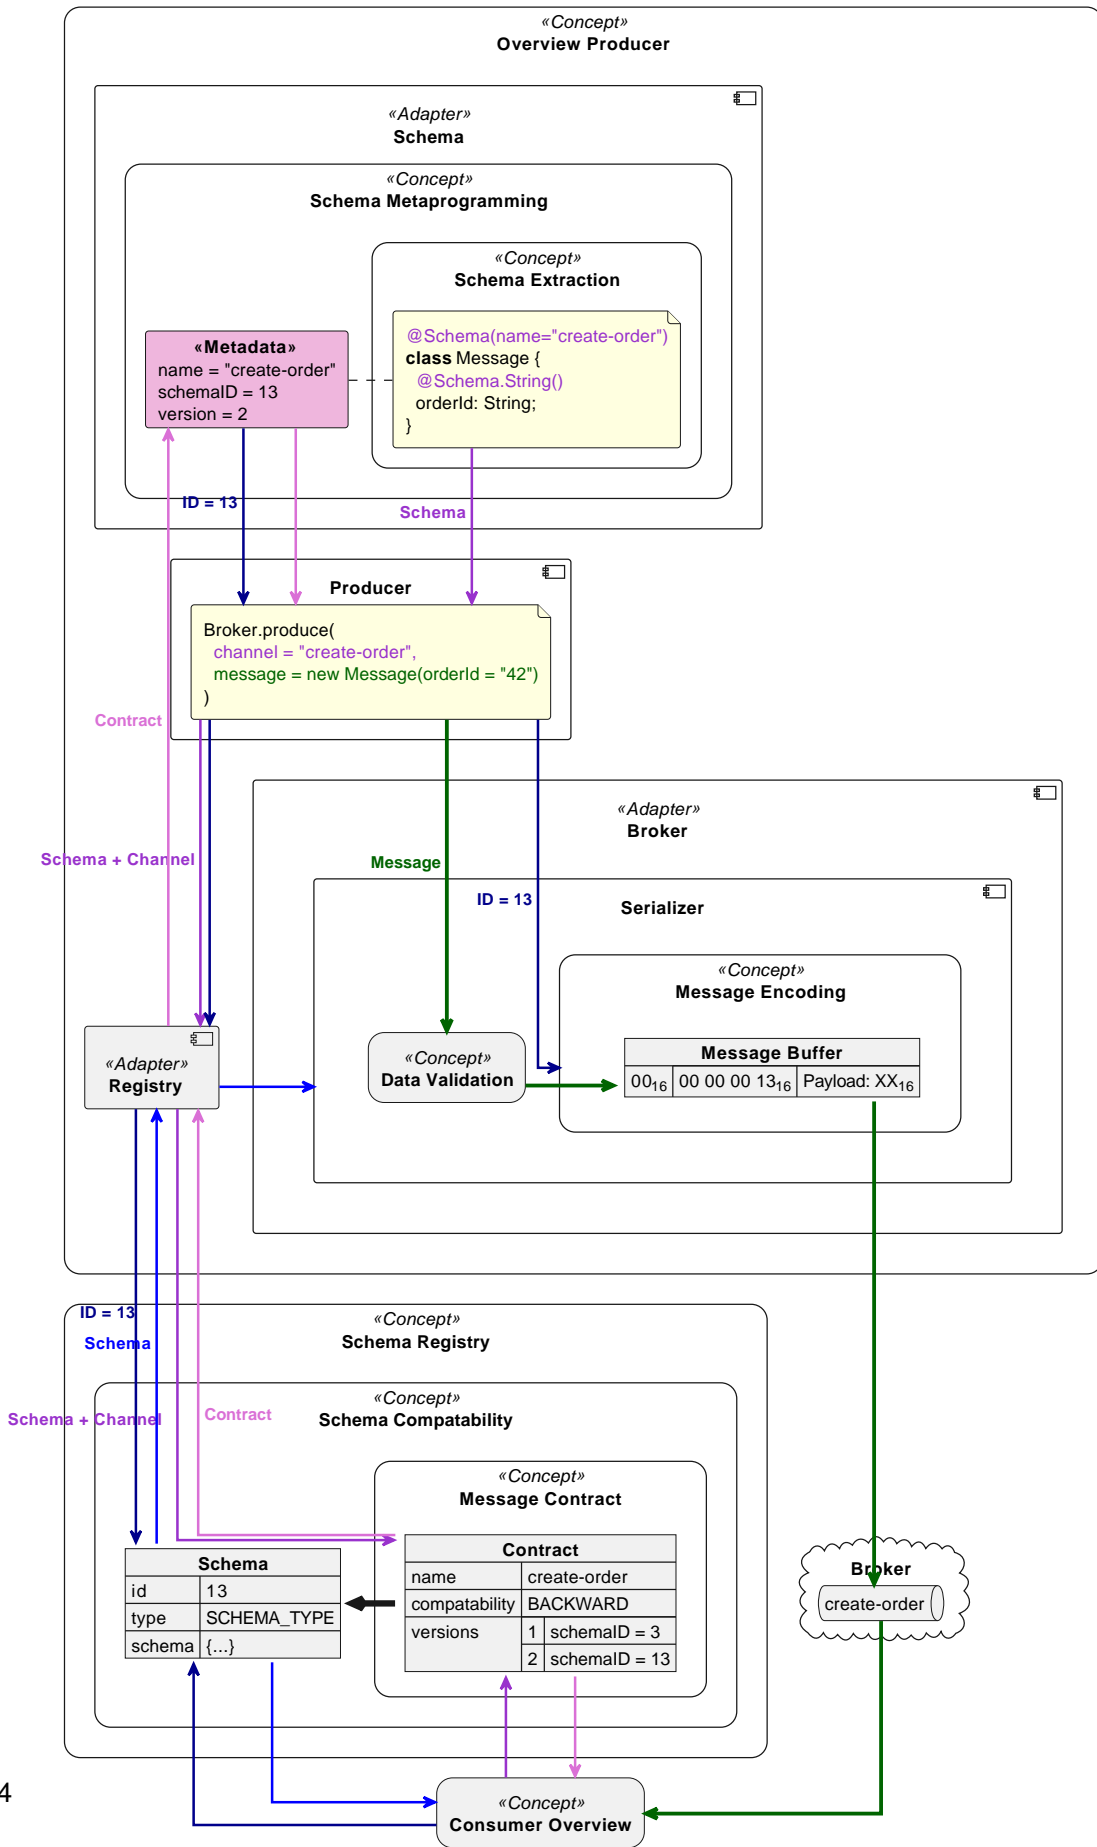 «Concept»
Overview Producer
«Adapter»
Schema
«Concept»
Schema Metaprogramming
«Concept»
Schema Extraction
@Schema(name="create-order")
class Message {
@Schema.String()
orderId: String;
}
«Metadata»
name = "create-order"
schemaID = 13
version = 2
ID = 13
Schema
Producer
Broker.produce(
channel = "create-order",
message = new Message(orderId = "42")
)
Contract
«Adapter»
Broker
Schema + Channel
Message
ID = 13
Serializer
«Concept»
Message Encoding
«Concept»
Data Validation
Message Buffer
00₁₆ 00 00 00 13₁₆ Payload: XX₁₆
«Adapter»
Registry
ID = 13
Schema
«Concept»
Schema Registry
«Concept»
Schema Compatability
Schema + Channel
Contract
«Concept»
Message Contract
Schema
id 13
type SCHEMA_TYPE
schema {...}
Contract
name create-order
compatability BACKWARD
versions 1 schemaID = 3
2 schemaID = 13
Broker
create-order
4
«Concept»
Consumer Overview